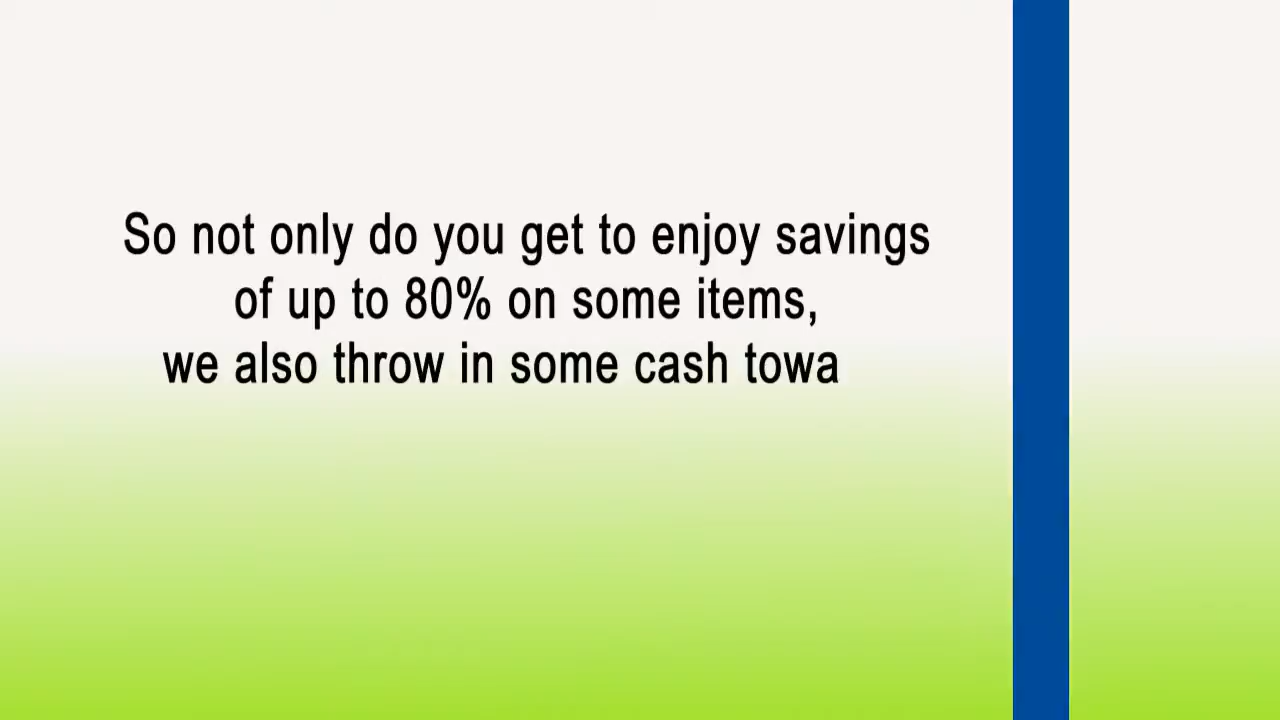 So not only do you get to enjoy savings
of up to 80% on some items,
we also throw in some cash towa